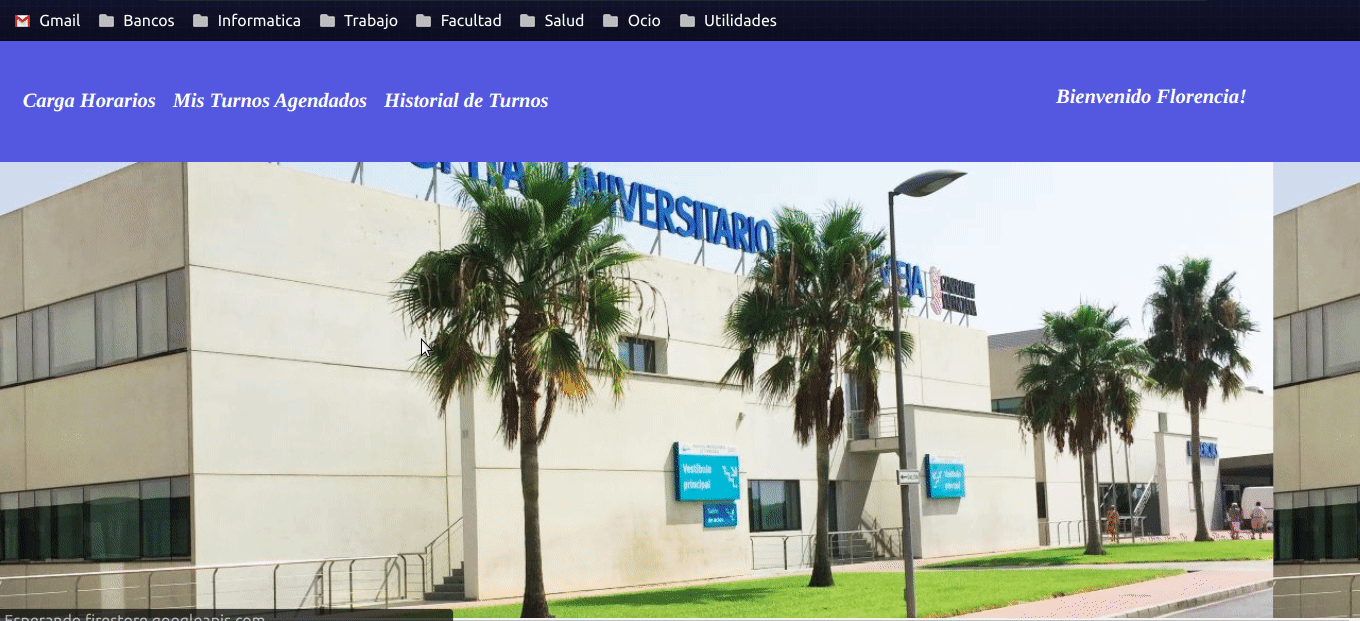 Gmail Bancos Informatica Trabajo Facultad Salud Ocio Utilidades
Carga Horarios Mis Turnos Agendados Historial de Turnos
Bienvenido Florencia!
UNIVERSITARIO
Vestíbulo
principal
Vestíbulo
principal
Esperando firestore.googleapis.com